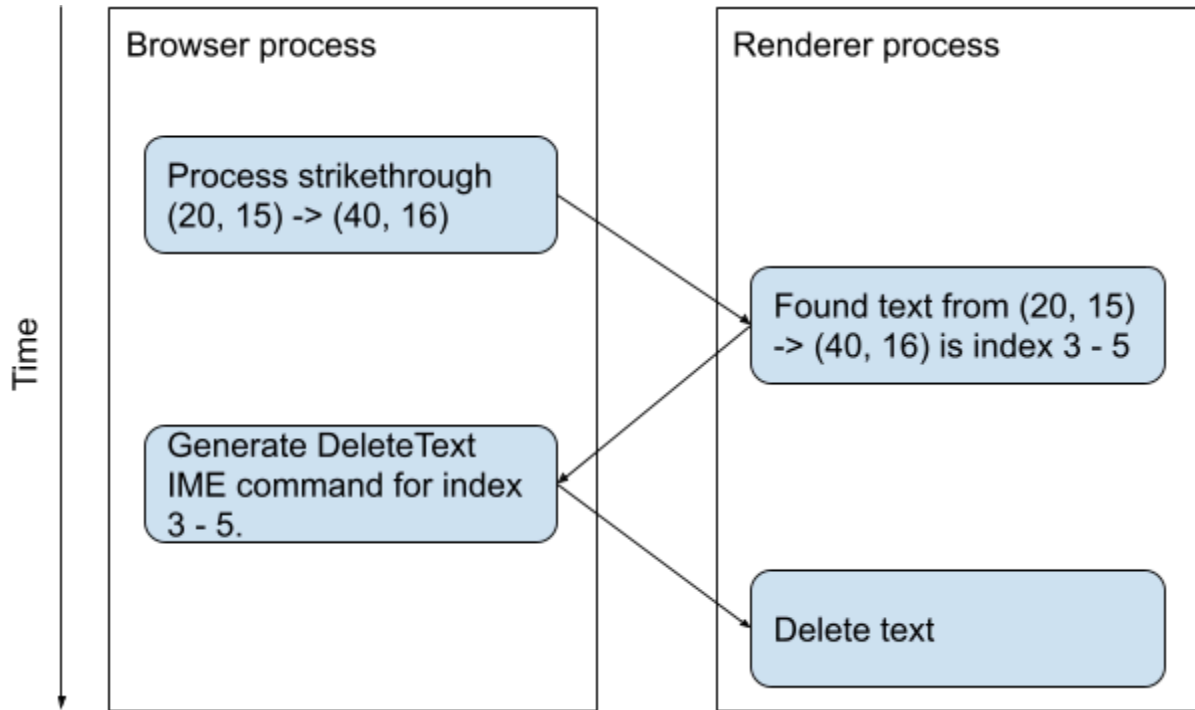 Time
Browser process
Process strikethrough
(20, 15) -> (40, 16)
Generate DeleteText
IME command for index
3 - 5.
Renderer process
Found text from (20, 15)
-> (40, 16) is index 3 - 5
Delete text